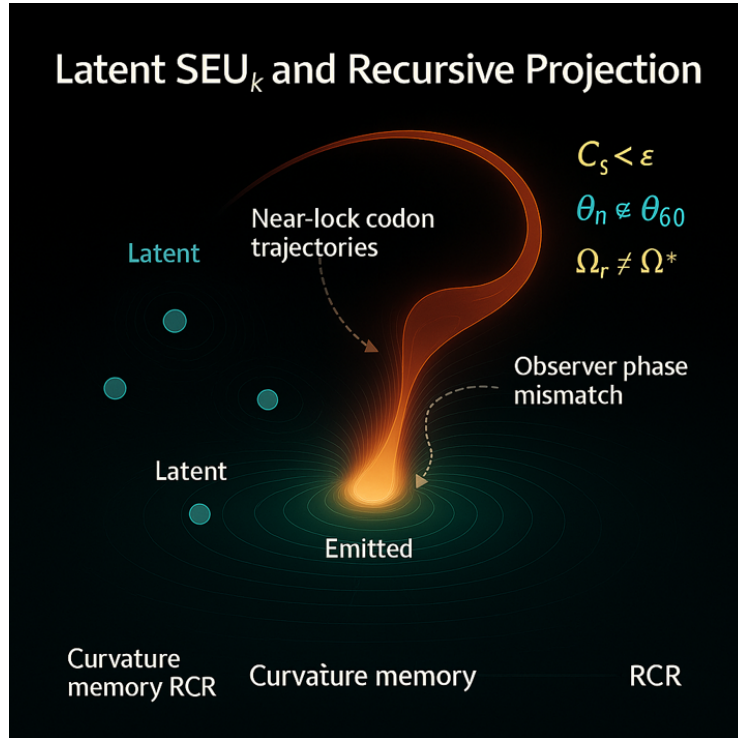 Latent SEUₖ and Recursive Projection
Cₛ < ε
θₙ ∉ θ₆₀
Ωᵣ ≠ Ω*
Near-lock codon
trajectories
Latent
Observer phase
mismatch
Latent
Emitted
Curvature
memory RCR
Curvature memory
RCR